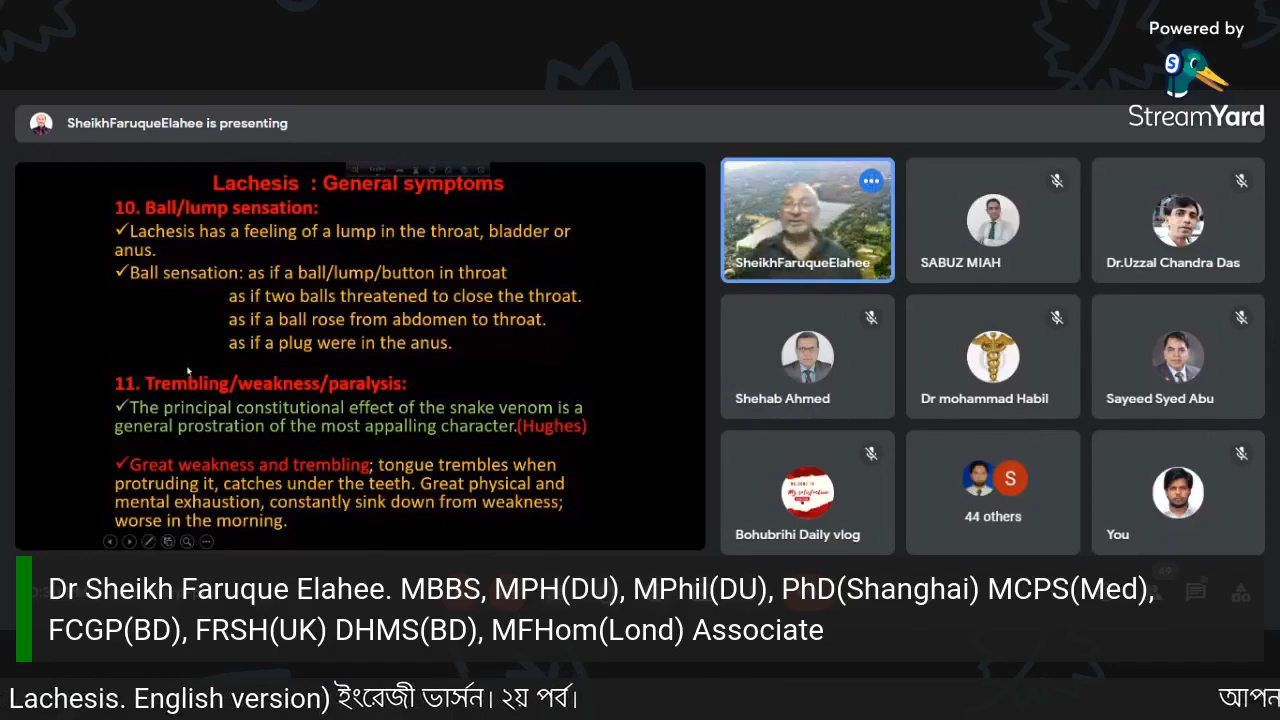 Powered by
S
StreamYard
SheikhFaruqueElahee is presenting
Lachesis : General symptoms
10. Ball/lump sensation:
✓Lachesis has a feeling of a lump in the throat, bladder or
anus.
✓Ball sensation: as if a ball/lump/button in throat
as if two balls threatened to close the throat.
as if a ball rose from abdomen to throat.
as if a plug were in the anus.
11. Trembling/weakness/paralysis:
✓The principal constitutional effect of the snake venom is a
general prostration of the most appalling character.(Hughes)
✓Great weakness and trembling; tongue trembles when
protruding it, catches under the teeth. Great physical and
mental exhaustion, constantly sink down from weakness;
worse in the morning.
SheikhFaruqueElahee
SABUZ MIAH
Dr.Uzzal Chandra Das
Shehab Ahmed
Dr mohammad Habil
Sayeed Syed Abu
Bohubrihi Daily vlog
S
44 others
You
Dr Sheikh Faruque Elahee. MBBS, MPH(DU), MPhil(DU), PhD(Shanghai) MCPS(Med),
FCGP(BD), FRSH(UK) DHMS(BD), MFHom(Lond) Associate
Lachesis. English version) ইংরেজী ভার্সন। ২য় পর্ব।
আপন